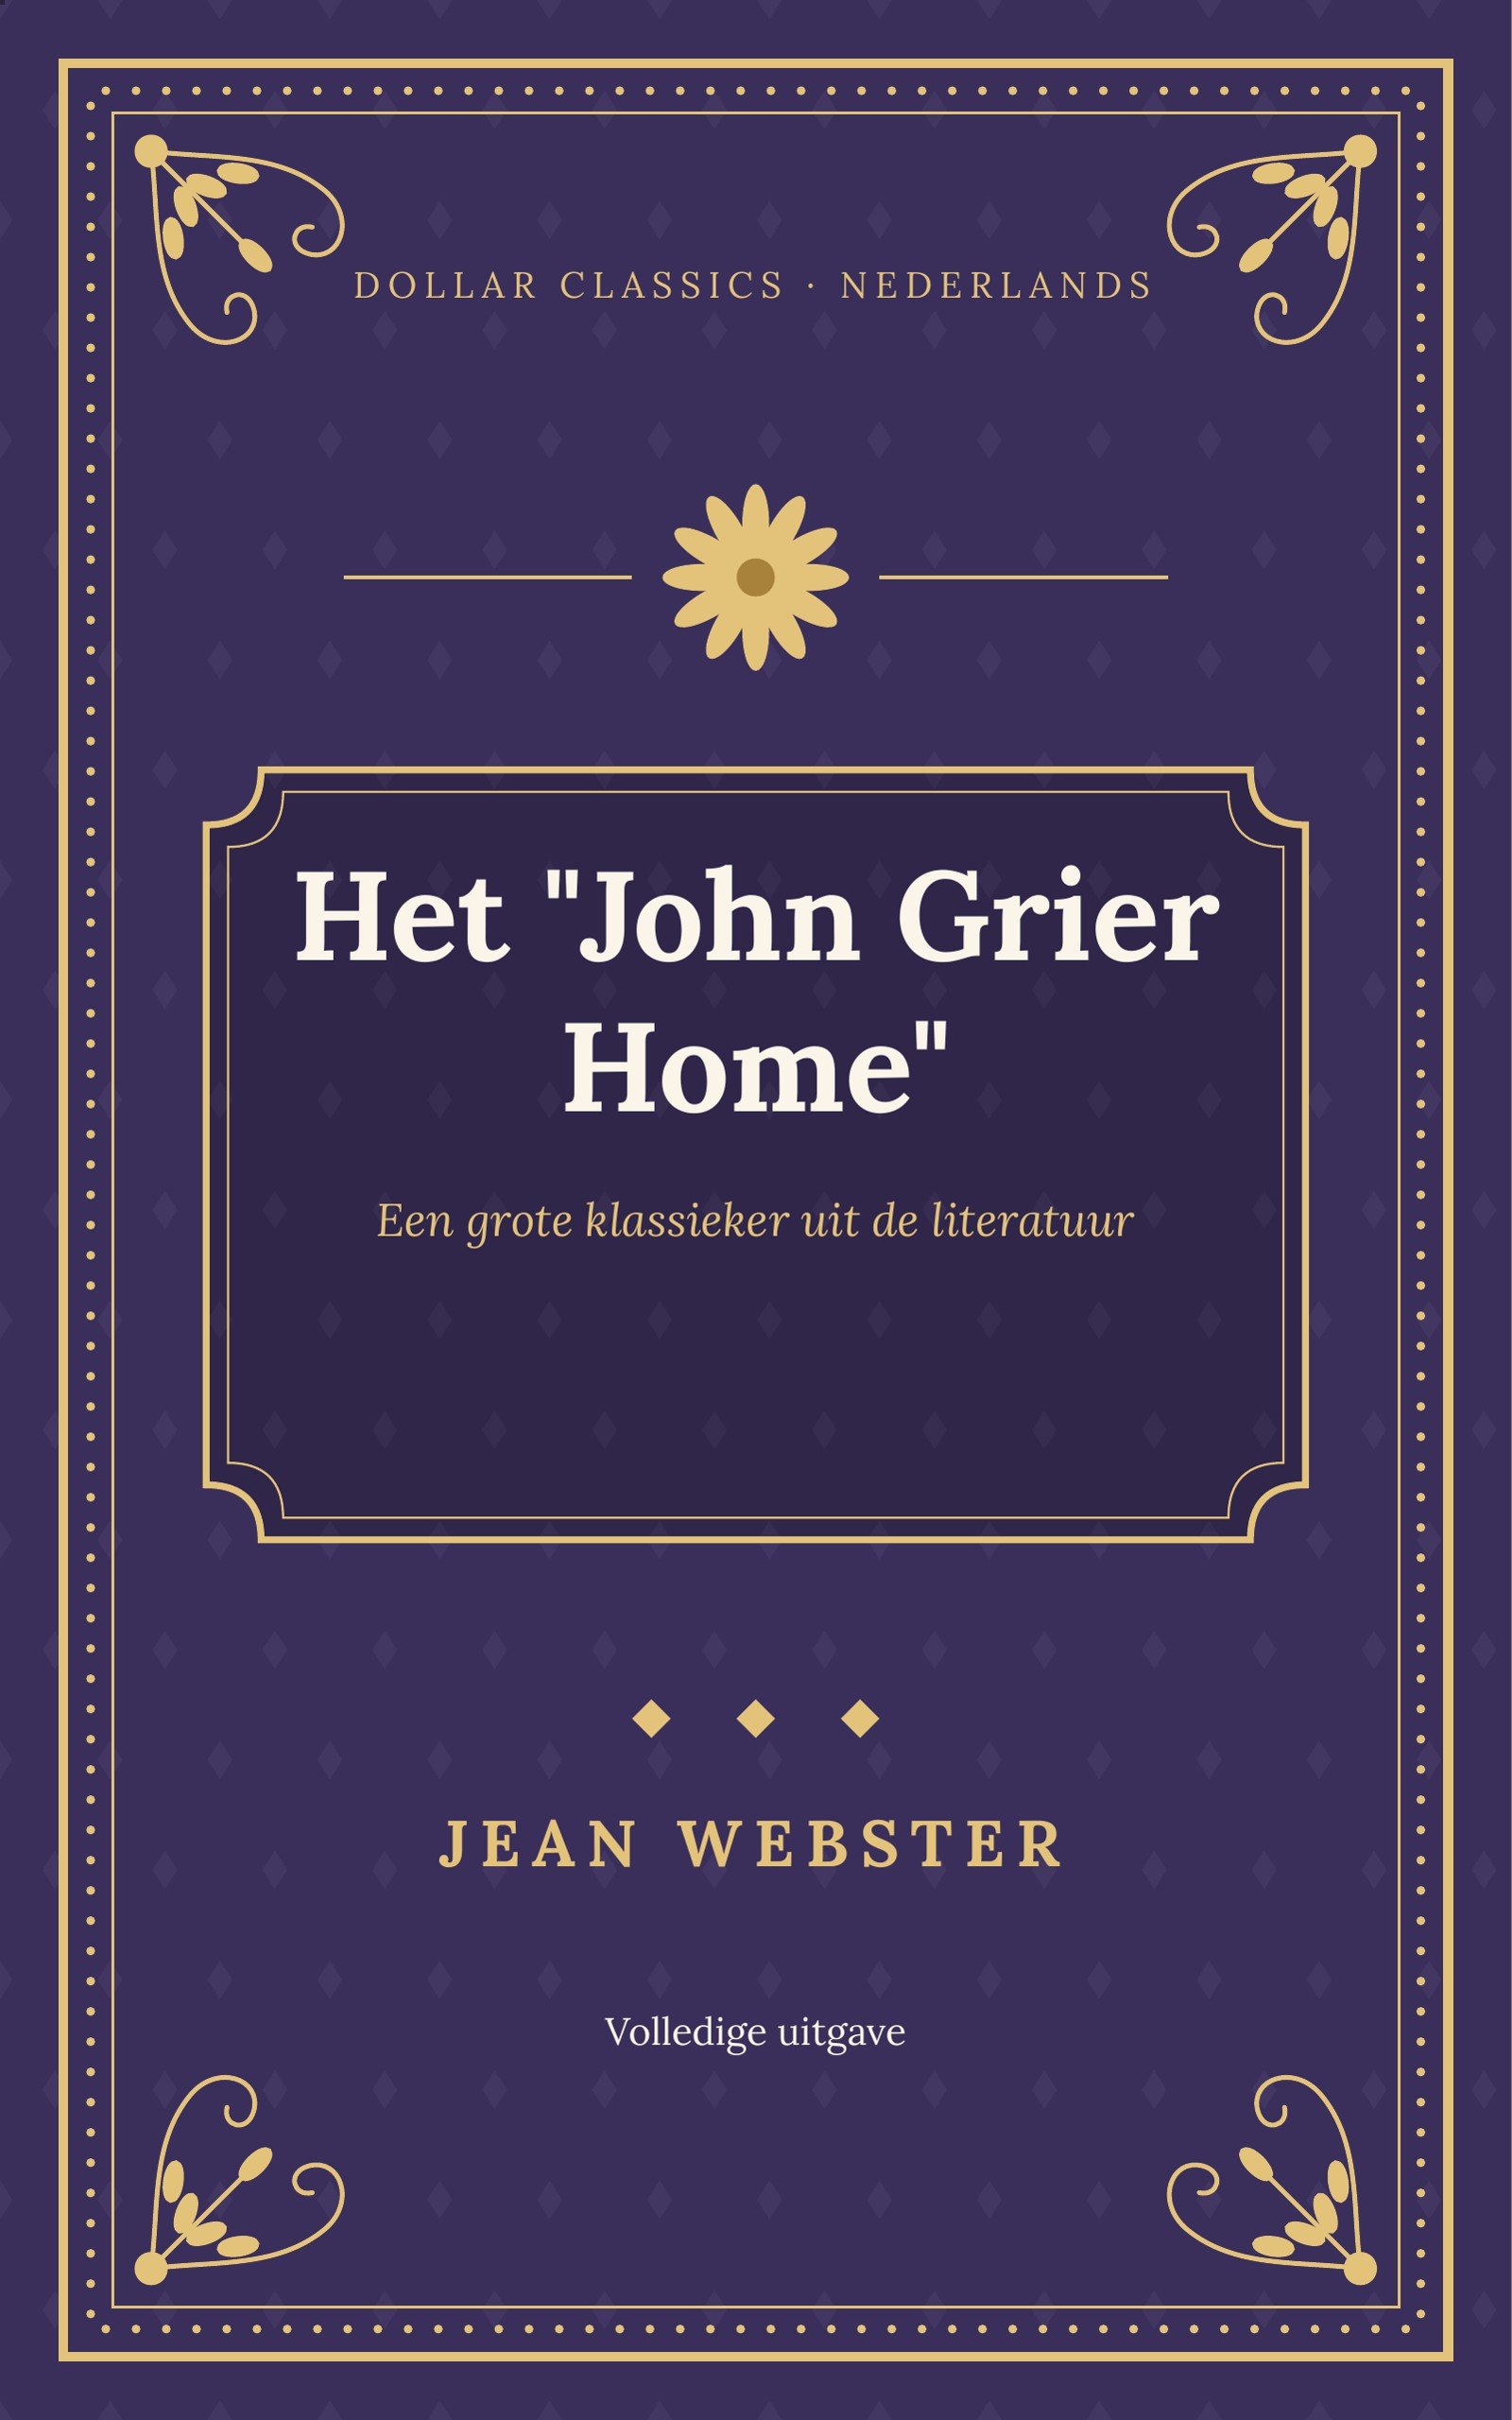 DOLLAR CLASSICS · NEDERLANDS
Het "John Grier
Home"
Een grote klassieker uit de literatuur
JEAN WEBSTER
Volledige uitgave